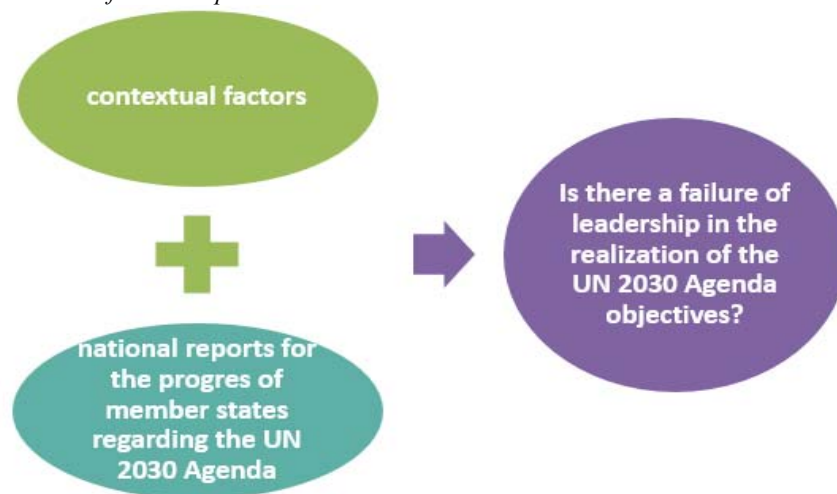 contextual factors
national reports for
the progres of
member states
regarding the UN
2030 Agenda
Is there a failure of
leadership in the
realization of the
UN 2030 Agenda
objectives?